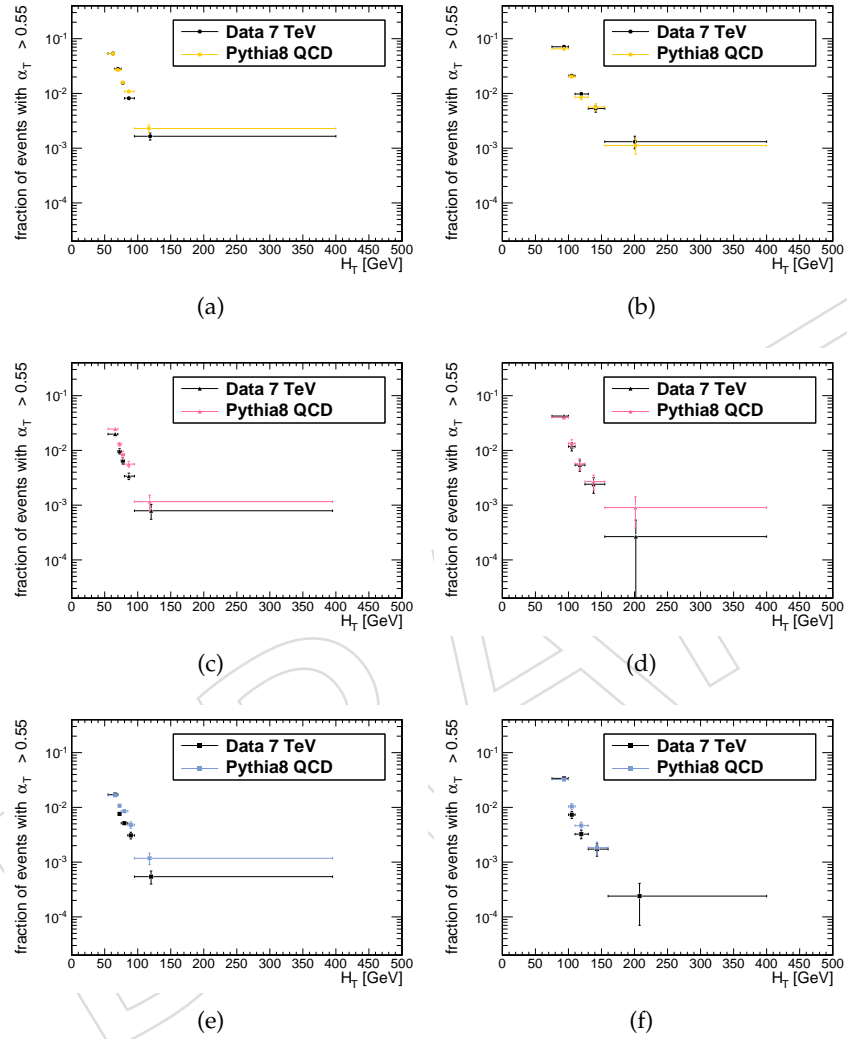 fraction of events with α_T > 0.55
10^-1
10^-2
10^-3
10^-4
Data 7 TeV
Pythia8 QCD
0 50 100 150 200 250 300 350 400 450 500
H_T [GeV]
(a)
fraction of events with α_T > 0.55
10^-1
10^-2
10^-3
10^-4
Data 7 TeV
Pythia8 QCD
0 50 100 150 200 250 300 350 400 450 500
H_T [GeV]
(b)
fraction of events with α_T > 0.55
10^-1
10^-2
10^-3
10^-4
Data 7 TeV
Pythia8 QCD
0 50 100 150 200 250 300 350 400 450 500
H_T [GeV]
(c)
fraction of events with α_T > 0.55
10^-1
10^-2
10^-3
10^-4
Data 7 TeV
Pythia8 QCD
0 50 100 150 200 250 300 350 400 450 500
H_T [GeV]
(d)
fraction of events with α_T > 0.55
10^-1
10^-2
10^-3
10^-4
Data 7 TeV
Pythia8 QCD
0 50 100 150 200 250 300 350 400 450 500
H_T [GeV]
(e)
fraction of events with α_T > 0.55
10^-1
10^-2
10^-3
10^-4
Data 7 TeV
Pythia8 QCD
0 50 100 150 200 250 300 350 400 450 500
H_T [GeV]
(f)